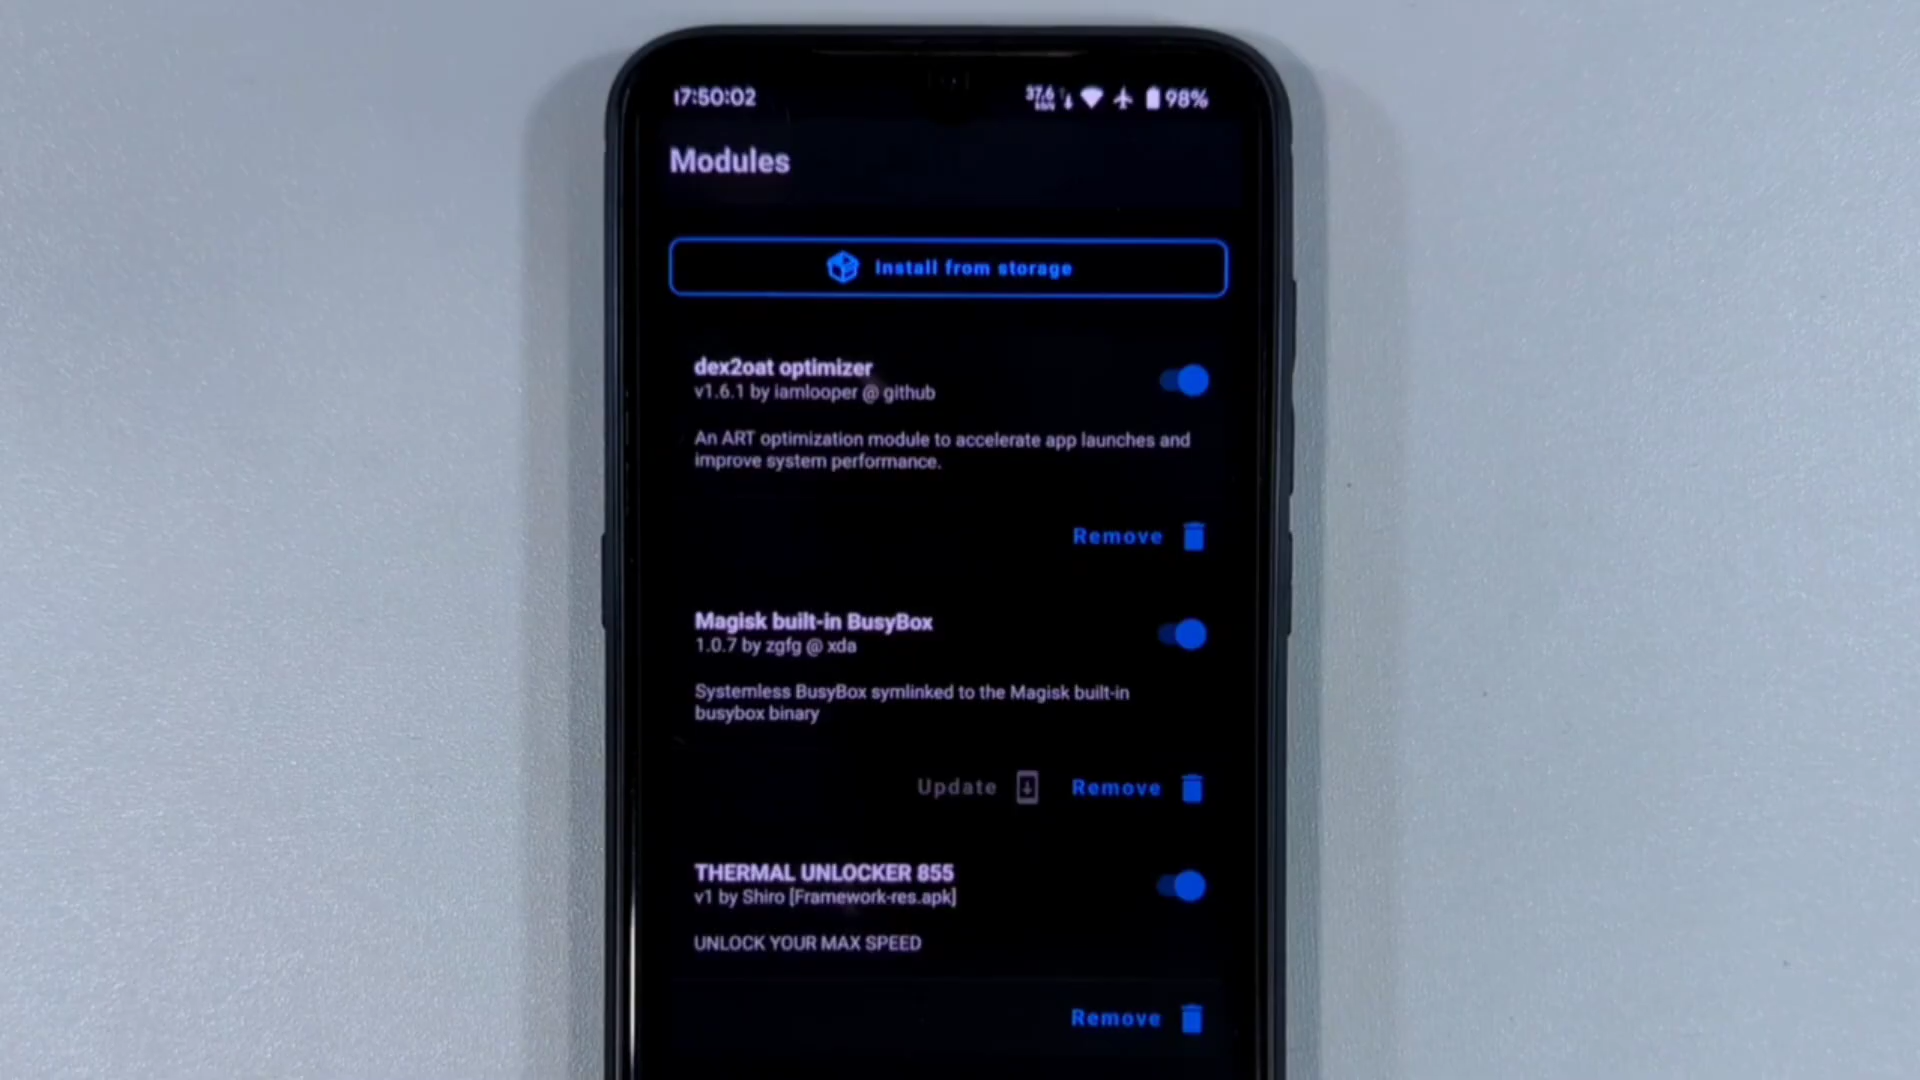 17:50:02
37.6
98%
Modules
Install from storage
dex2oat optimizer
v1.6.1 by iamlooper @ github
An ART optimization module to accelerate app launches and
improve system performance.
Remove
Magisk built-in BusyBox
1.0.7 by zgfg @ xda
Systemless BusyBox symlinked to the Magisk built-in
busybox binary
Update Remove
THERMAL UNLOCKER 855
v1 by Shiro [Framework-res.apk]
UNLOCK YOUR MAX SPEED
Remove